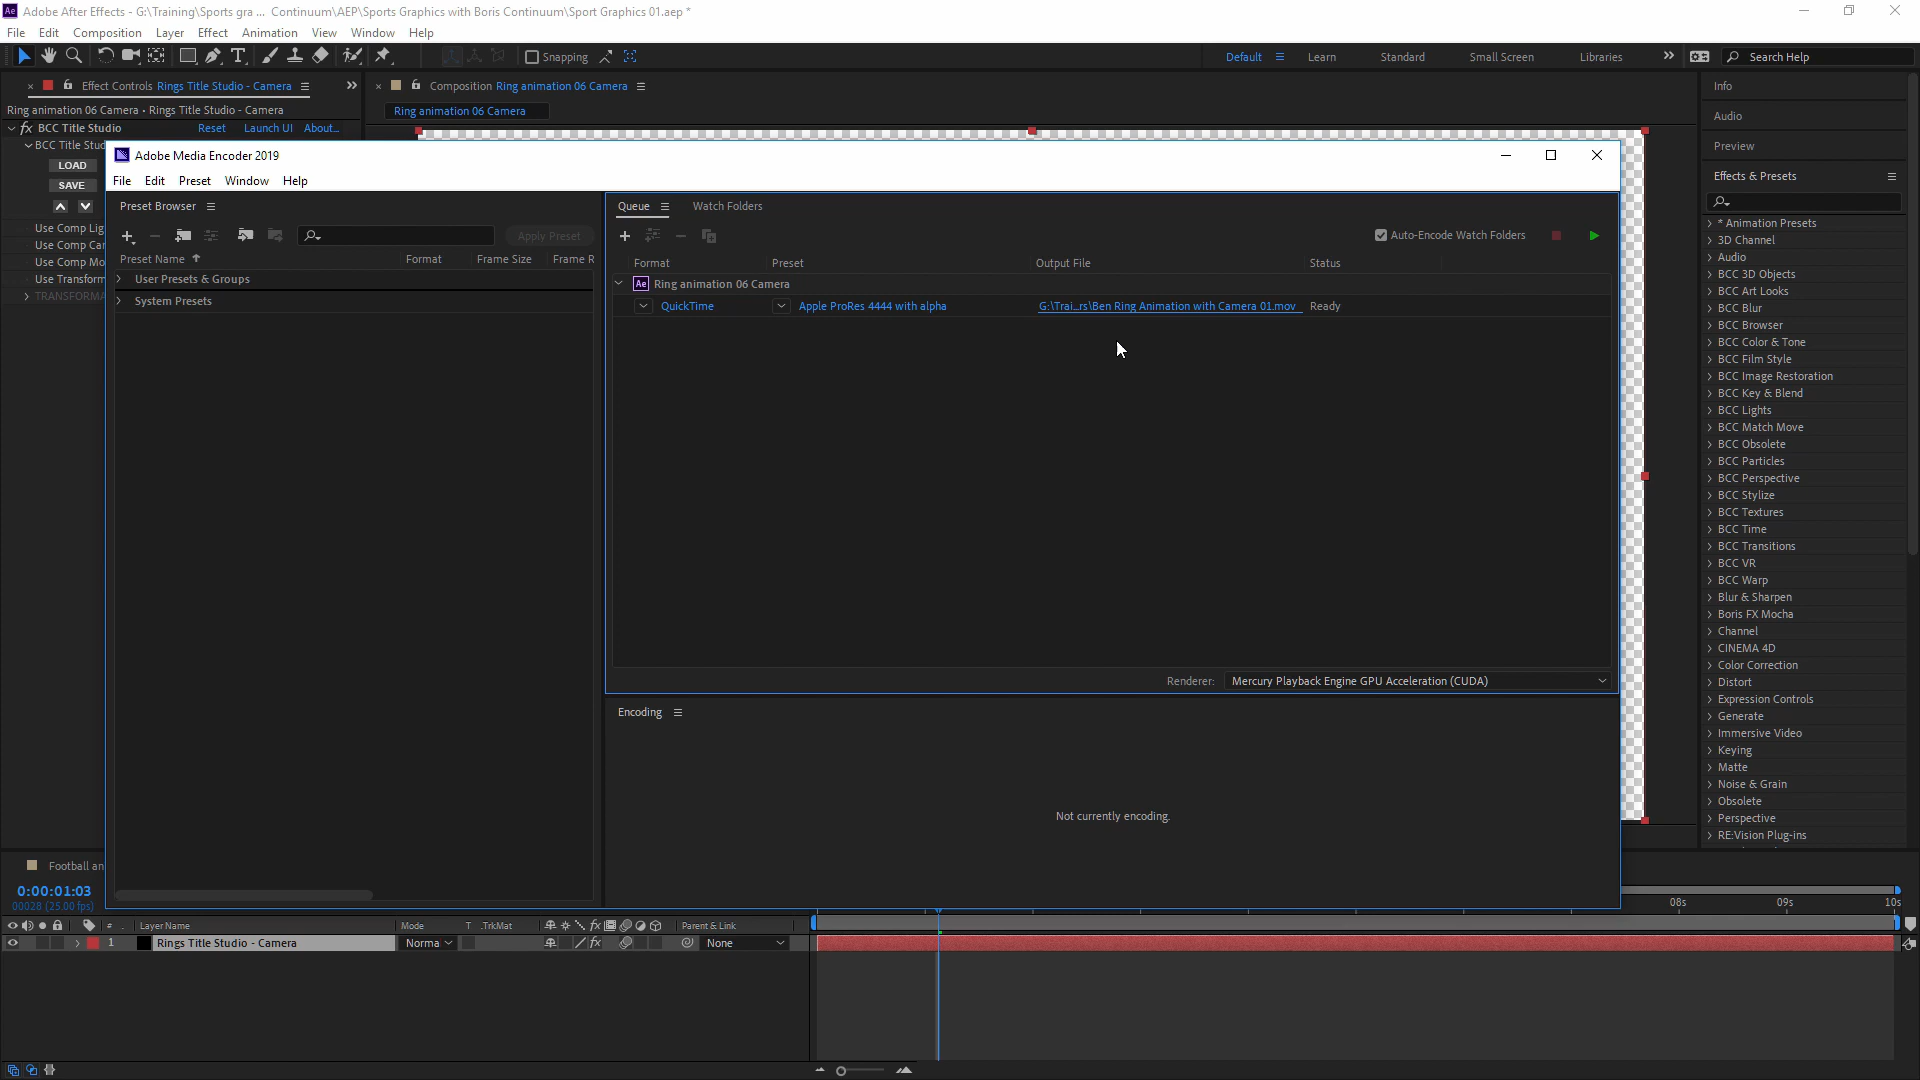 Ae Adobe After Effects - G:\Training\Sports gra ... Continuum\AEP\Sports Graphics with Boris Continuum\Sport Graphics 01.aep *
File Edit Composition Layer Effect Animation View Window Help
Snapping Default Learn Standard Small Screen Libraries Search Help
Effect Controls Rings Title Studio - Camera
Composition Ring animation 06 Camera
Ring animation 06 Camera • Rings Title Studio - Camera
Ring animation 06 Camera
fx BCC Title Studio Reset Launch UI About...
BCC Title Stud
LOAD
SAVE
Use Comp Lig
Use Comp Car
Use Comp Mo
Use Transform
TRANSFORMA
Adobe Media Encoder 2019
File Edit Preset Window Help
Preset Browser
Apply Preset
Preset Name Format Frame Size Frame R
User Presets & Groups
System Presets
Queue Watch Folders
Auto-Encode Watch Folders
Format Preset Output File Status
Ae Ring animation 06 Camera
QuickTime Apple ProRes 4444 with alpha G:\Trai...rs\Ben Ring Animation with Camera 01.mov Ready
Renderer: Mercury Playback Engine GPU Acceleration (CUDA)
Encoding
Not currently encoding.
Info
Audio
Preview
Effects & Presets
* Animation Presets
3D Channel
Audio
BCC 3D Objects
BCC Art Looks
BCC Blur
BCC Browser
BCC Color & Tone
BCC Film Style
BCC Image Restoration
BCC Key & Blend
BCC Lights
BCC Match Move
BCC Obsolete
BCC Particles
BCC Perspective
BCC Stylize
BCC Textures
BCC Time
BCC Transitions
BCC VR
BCC Warp
Blur & Sharpen
Boris FX Mocha
Channel
CINEMA 4D
Color Correction
Distort
Expression Controls
Generate
Immersive Video
Keying
Matte
Noise & Grain
Obsolete
Perspective
RE:Vision Plug-ins
Football an
0:00:01:03
00028 (25.00 fps)
08s 09s 10s
# Layer Name Mode T .TrkMat fx Parent & Link
1 Rings Title Studio - Camera Norma fx None